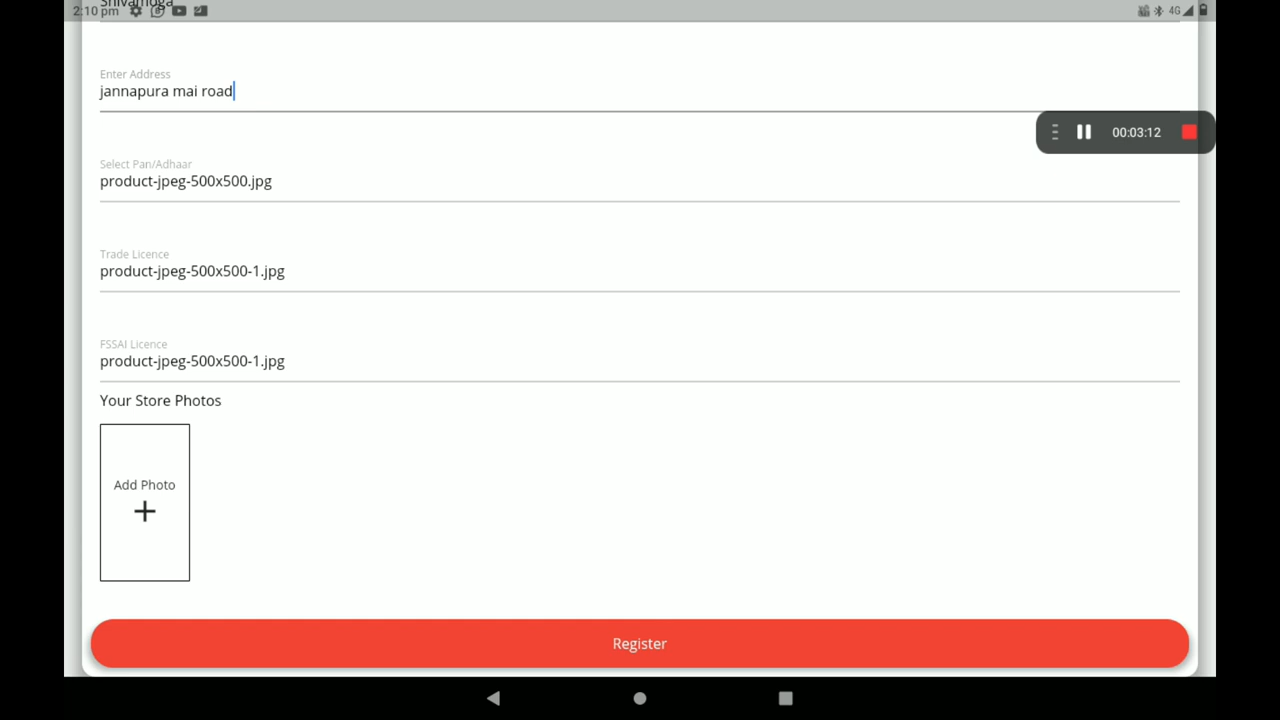 Shivamoga
2:10 pm
4G
Enter Address
jannapura mai road
00:03:12
Select Pan/Adhaar
product-jpeg-500x500.jpg
Trade Licence
product-jpeg-500x500-1.jpg
FSSAI Licence
product-jpeg-500x500-1.jpg
Your Store Photos
Add Photo
Register